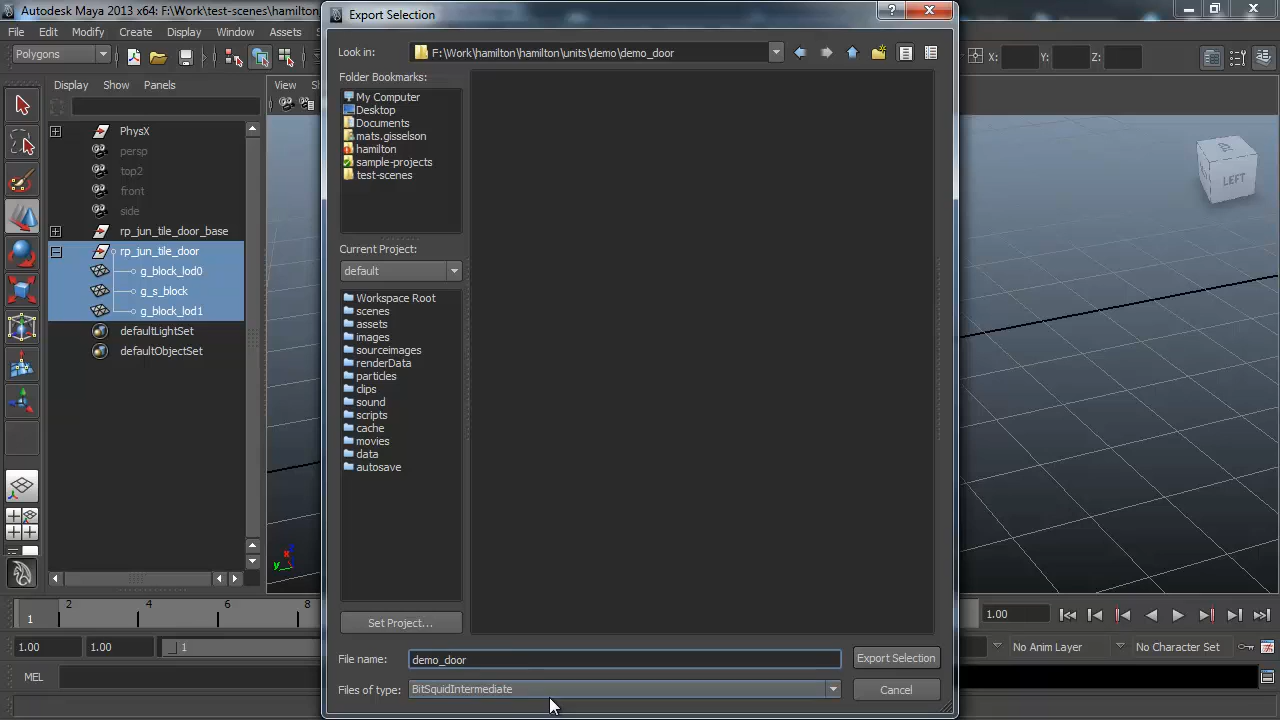 Autodesk Maya 2013 x64: F:\Work\test-scenes\hamilton
Export Selection
File Edit Modify Create Display Window Assets
Look in: F:\Work\hamilton\hamilton\units\demo\demo_door
Polygons
X: Y: Z:
Display Show Panels
View
Folder Bookmarks:
My Computer
Desktop
Documents
mats.gisselson
hamilton
sample-projects
test-scenes
PhysX
persp
top2
front
side
rp_jun_tile_door_base
rp_jun_tile_door
g_block_lod0
g_s_block
g_block_lod1
defaultLightSet
defaultObjectSet
LEFT
Current Project:
default
Workspace Root
scenes
assets
images
sourceimages
renderData
particles
clips
sound
scripts
cache
movies
data
autosave
Set Project...
1 2 4 6 8
1.00
1.00 1.00 1
No Anim Layer No Character Set
File name: demo_door Export Selection
MEL
Files of type: BitSquidIntermediate Cancel